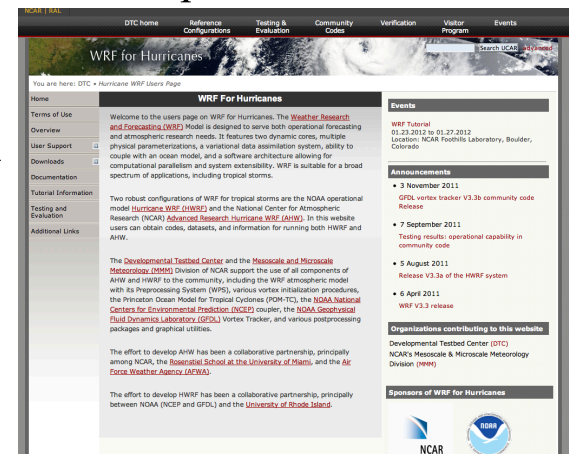 NCAR | RAL
DTC home Reference Configurations Testing & Evaluation Community Codes Verification Visitor Program Events
WRF for Hurricanes
Search UCAR
advanced
You are here: DTC • Hurricane WRF Users Page
Home
Terms of Use
Overview
User Support
Downloads
Documentation
Tutorial Information
Testing and
Evaluation
Additional Links
WRF For Hurricanes
Welcome to the users page on WRF for Hurricanes. The Weather Research
and Forecasting (WRF) Model is designed to serve both operational forecasting
and atmospheric research needs. It features two dynamic cores, multiple
physical parameterizations, a variational data assimilation system, ability to
couple with an ocean model, and a software architecture allowing for
computational parallelism and system extensibility. WRF is suitable for a broad
spectrum of applications, including tropical storms.
Two robust configurations of WRF for tropical storms are the NOAA operational
model Hurricane WRF (HWRF) and the National Center for Atmospheric
Research (NCAR) Advanced Research Hurricane WRF (AHW). In this website
users can obtain codes, datasets, and information for running both HWRF and
AHW.
The Developmental Testbed Center and the Mesoscale and Microscale
Meteorology (MMM) Division of NCAR support the use of all components of
AHW and HWRF to the community, including the WRF atmospheric model
with its Preprocessing System (WPS), various vortex initialization procedures,
the Princeton Ocean Model for Tropical Cyclones (POM-TC), the NOAA National
Centers for Environmental Prediction (NCEP) coupler, the NOAA Geophysical
Fluid Dynamics Laboratory (GFDL) Vortex Tracker, and various postprocessing
packages and graphical utilities.
The effort to develop AHW has been a collaborative partnership, principally
among NCAR, the Rosenstiel School at the University of Miami, and the Air
Force Weather Agency (AFWA).
The effort to develop HWRF has been a collaborative partnership, principally
between NOAA (NCEP and GFDL) and the University of Rhode Island.
Events
WRF Tutorial
01.23.2012 to 01.27.2012
Location: NCAR Foothills Laboratory, Boulder,
Colorado
Announcements
• 3 November 2011
GFDL vortex tracker V3.3b community code
Release
• 7 September 2011
Testing results: operational capability in
community code
• 5 August 2011
Release V3.3a of the HWRF system
• 6 April 2011
WRF V3.3 release
Organizations contributing to this website
Developmental Testbed Center (DTC)
NCAR's Mesoscale & Microscale Meteorology
Division (MMM)
Sponsors of WRF for Hurricanes
NCAR
NOAA